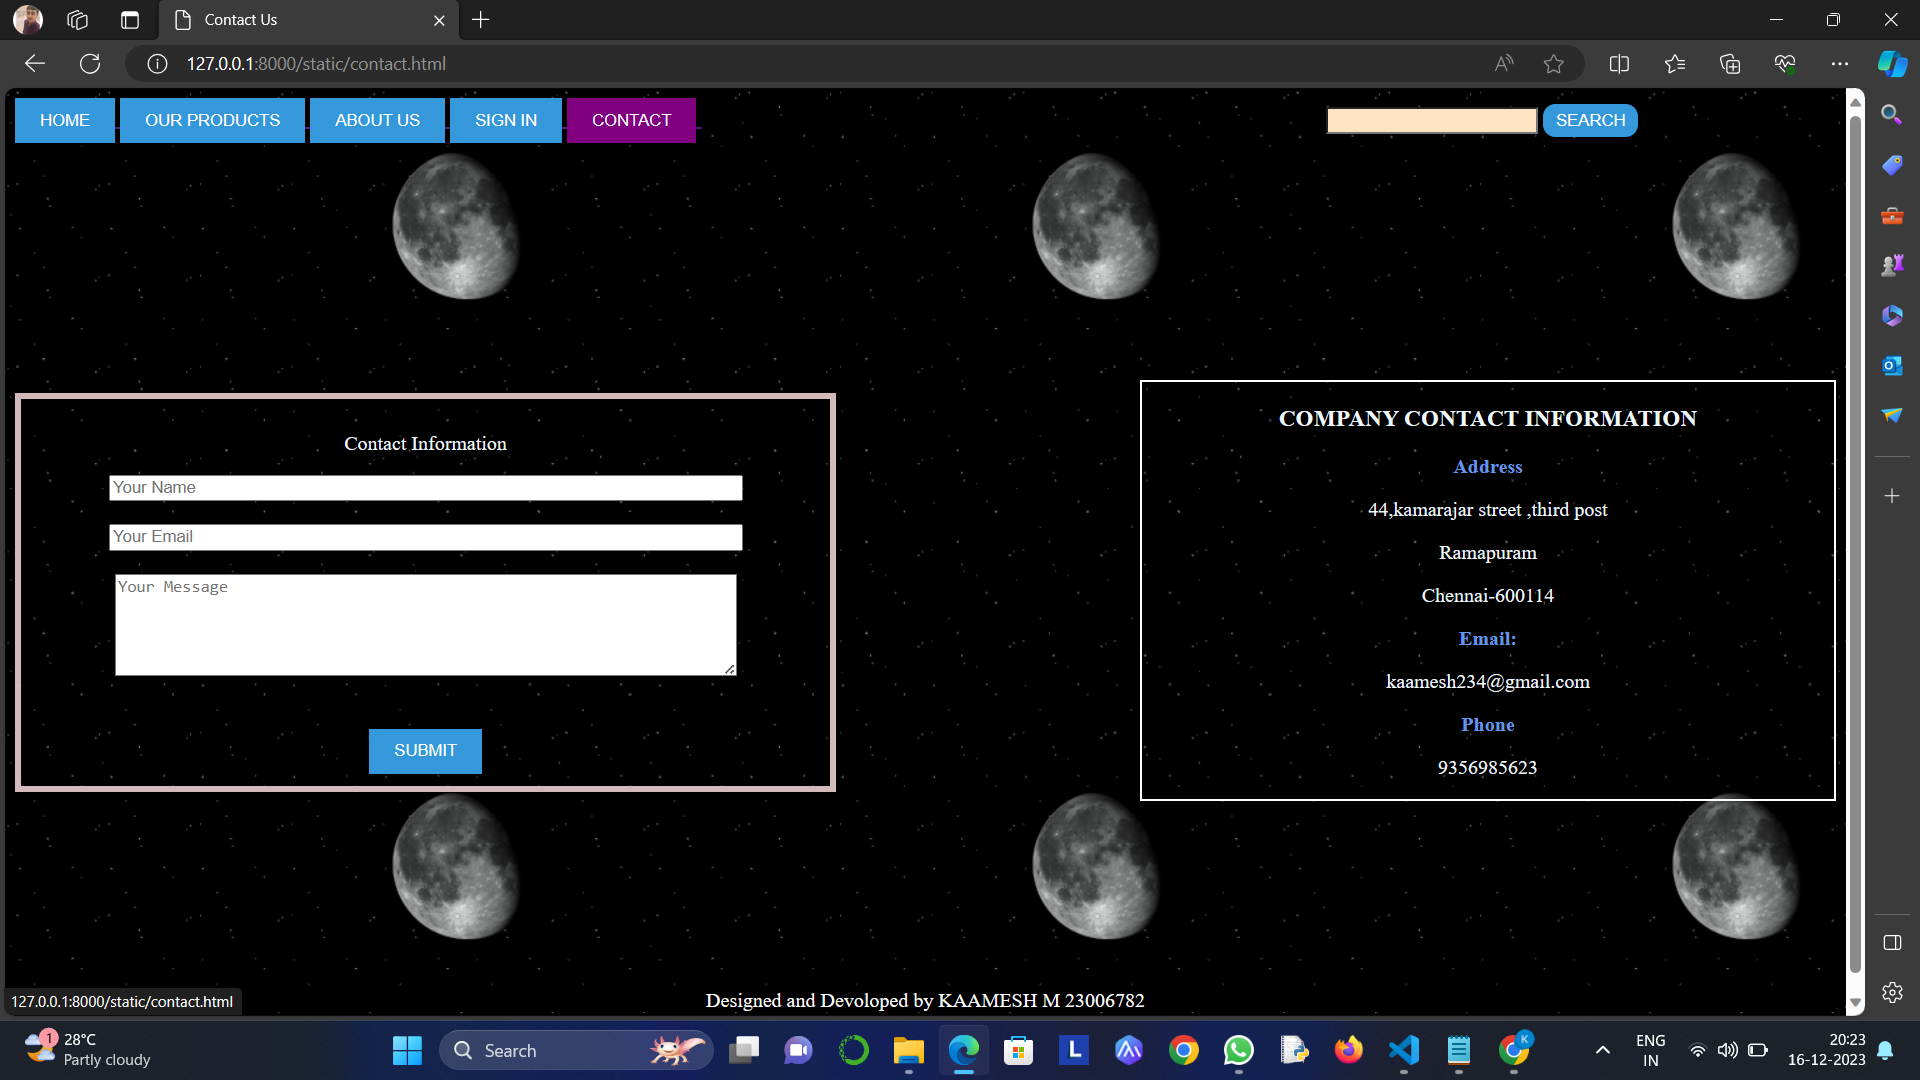 Contact Us
127.0.0.1:8000/static/contact.html
HOME
OUR PRODUCTS
ABOUT US
SIGN IN
CONTACT
SEARCH
Contact Information
Your Name
Your Email
Your Message
SUBMIT
COMPANY CONTACT INFORMATION
Address
44,kamarajar street ,third post
Ramapuram
Chennai-600114
Email:
kaamesh234@gmail.com
Phone
9356985623
127.0.0.1:8000/static/contact.html
Designed and Devoloped by KAAMESH M 23006782
1
28°C
Partly cloudy
Search
L
K
ENG
IN
20:23
16-12-2023